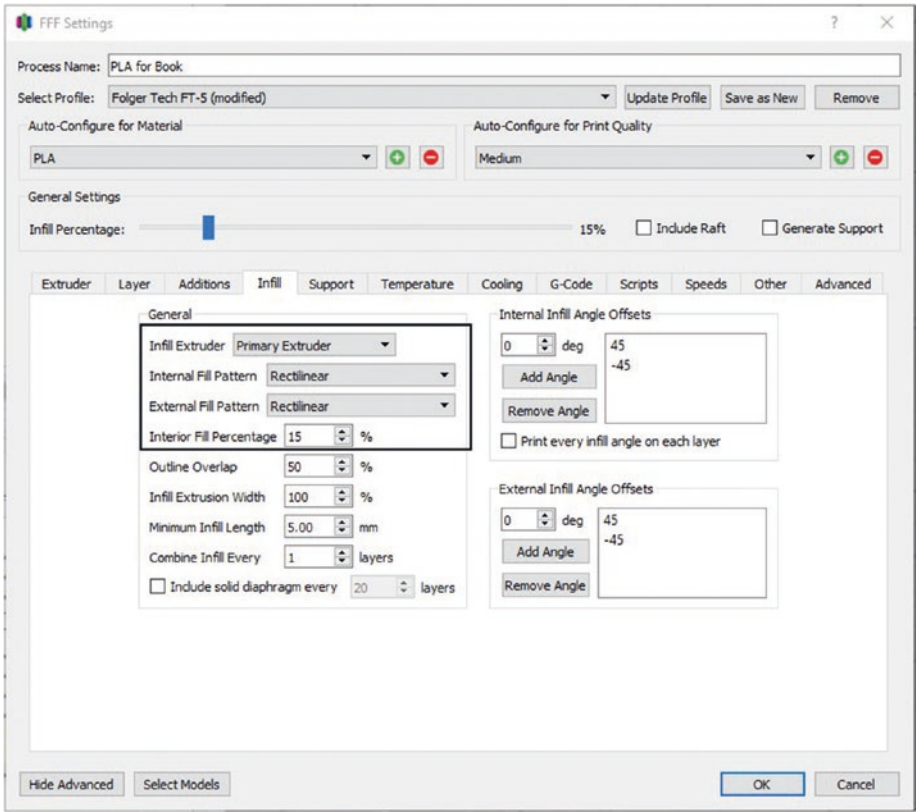 FFF Settings ? ×
Process Name: PLA for Book
Select Profile: Folger Tech FT-5 (modified) Update Profile Save as New Remove
Auto-Configure for Material Auto-Configure for Print Quality
PLA Medium
General Settings
Infill Percentage: 15% Include Raft Generate Support
Extruder Layer Additions Infill Support Temperature Cooling G-Code Scripts Speeds Other Advanced
General
Infill Extruder Primary Extruder
Internal Fill Pattern Rectilinear
External Fill Pattern Rectilinear
Interior Fill Percentage 15 %
Outline Overlap 50 %
Infill Extrusion Width 100 %
Minimum Infill Length 5.00 mm
Combine Infill Every 1 layers
Include solid diaphragm every 20 layers
Internal Infill Angle Offsets
0 deg 45
-45
Add Angle
Remove Angle
Print every infill angle on each layer
External Infill Angle Offsets
0 deg 45
-45
Add Angle
Remove Angle
Hide Advanced Select Models OK Cancel